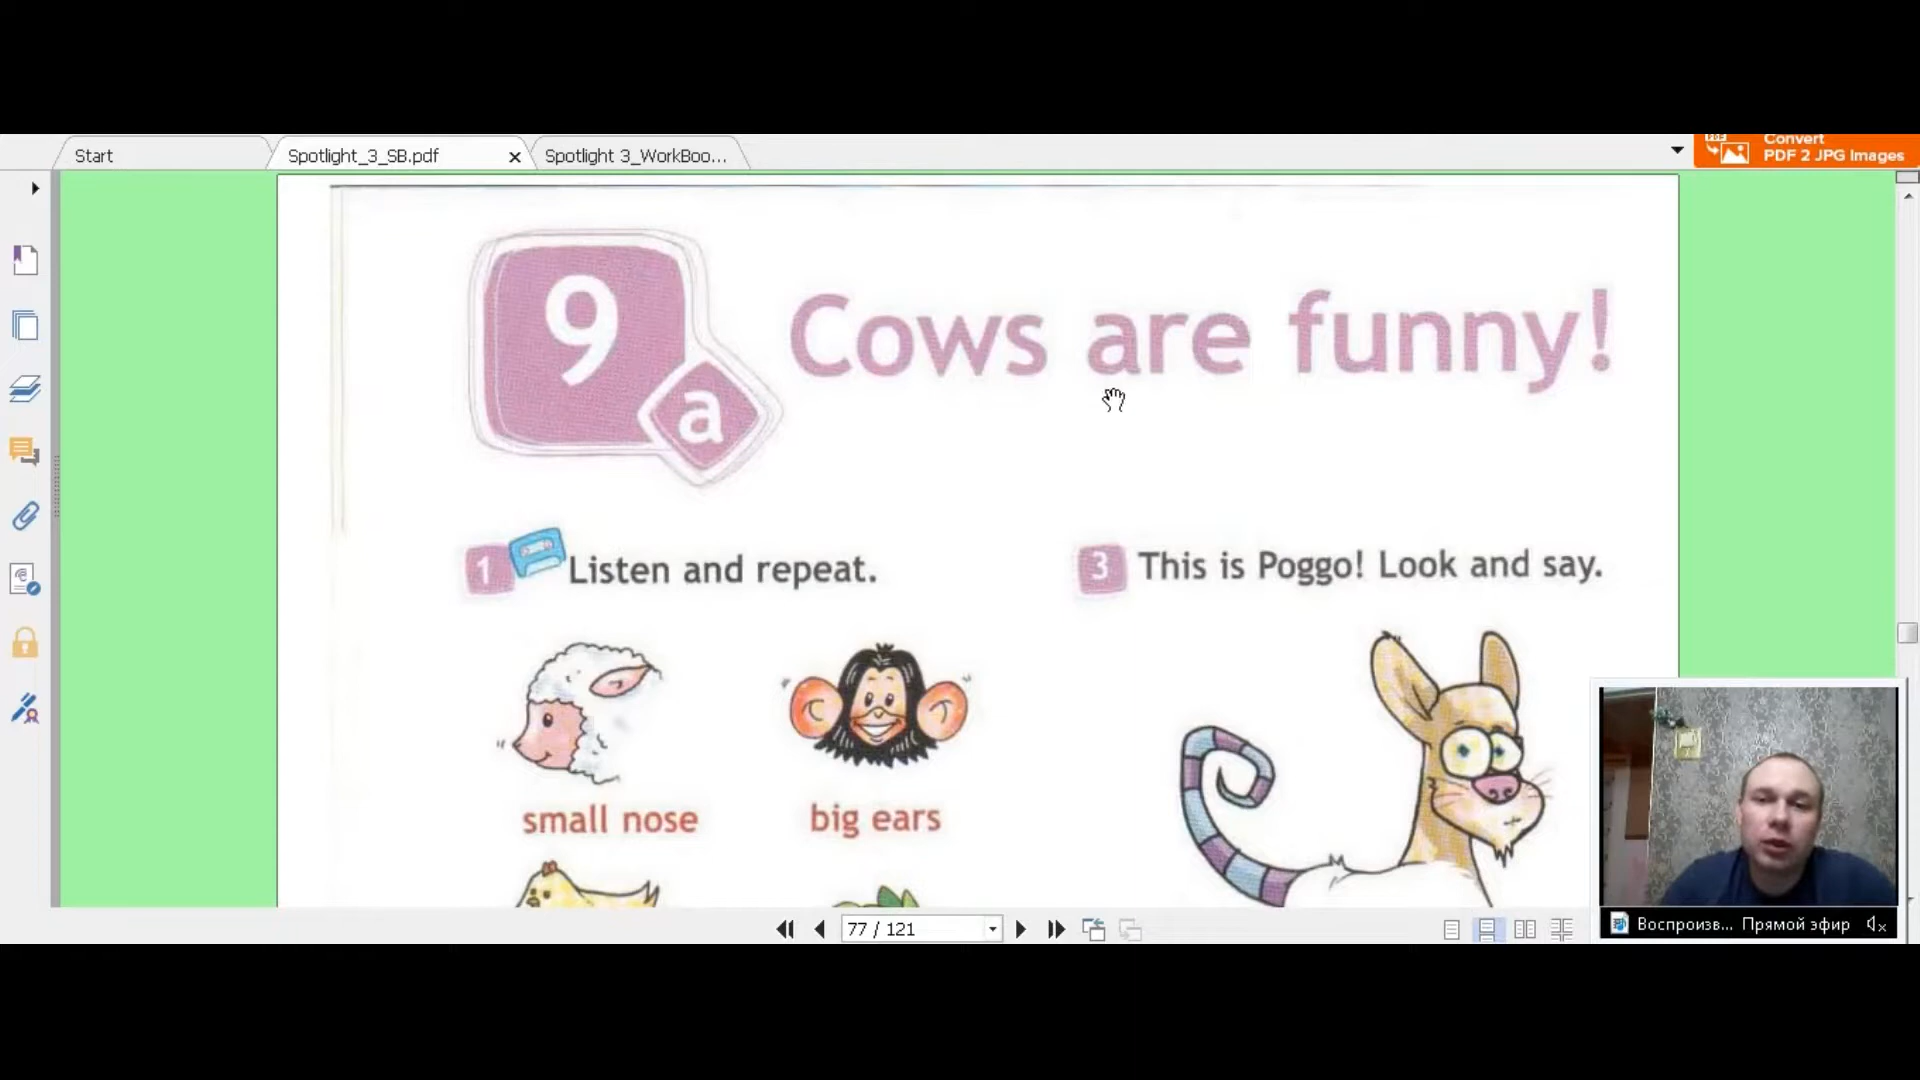 Start
Spotlight_3_SB.pdf
Spotlight 3_WorkBoo...
Convert
PDF 2 JPG Images
9
a
Cows are funny!
1 Listen and repeat.
3 This is Poggo! Look and say.
small nose
big ears
77 / 121
Воспроизв... Прямой эфир